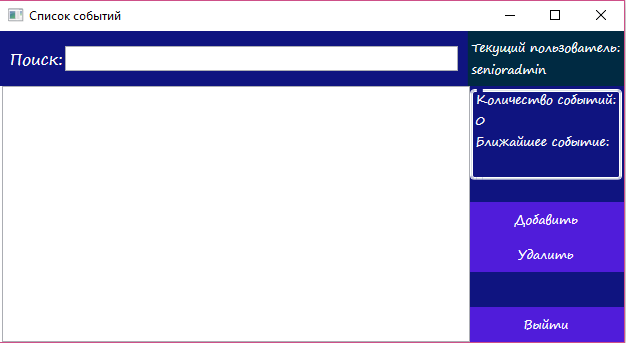 Список событий
Поиск:
Текущий пользователь:
senioradmin
Количество событий:
0
Ближайшее событие:
Добавить
Удалить
Выйти